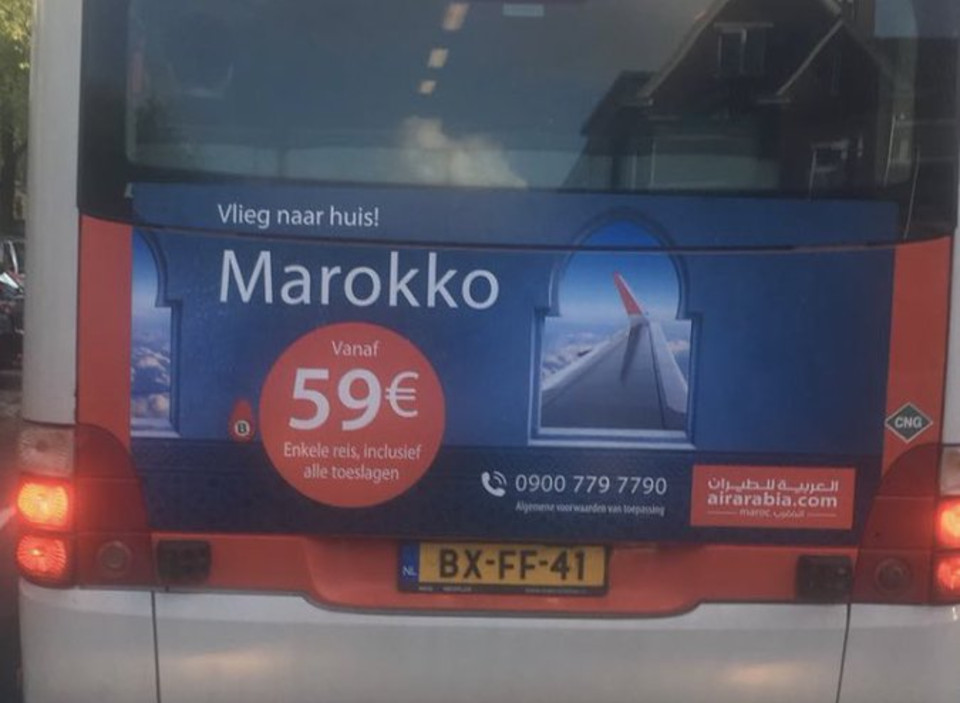 Vlieg naar huis!
Marokko
Vanaf
59€
Enkele reis, inclusief
alle toeslagen
B
CNG
0900 779 7790
Algemene voorwaarden van toepassing
العربية للطيران
airarabia.com
maroc المغرب
NL BX-FF-41